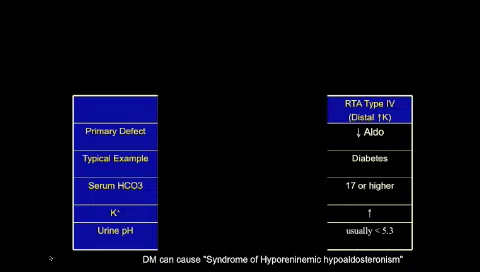 RTA Type IV
(Distal ↑K)
Primary Defect ↓ Aldo
Typical Example Diabetes
Serum HCO3 17 or higher
K⁺ ↑
Urine pH usually < 5.3
DM can cause "Syndrome of Hyporeninemic hypoaldosteronism"